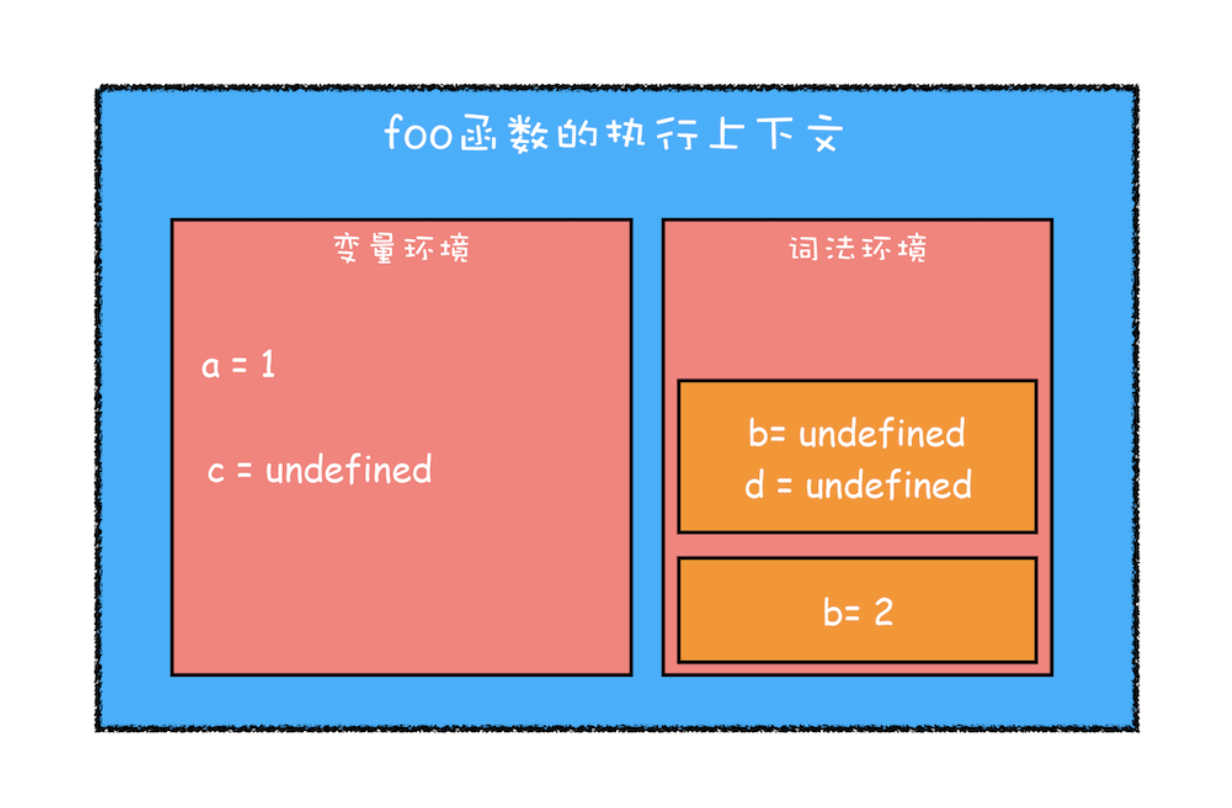 foo函数的执行上下文
变量环境
a = 1
c = undefined
词法环境
b= undefined
d = undefined
b= 2